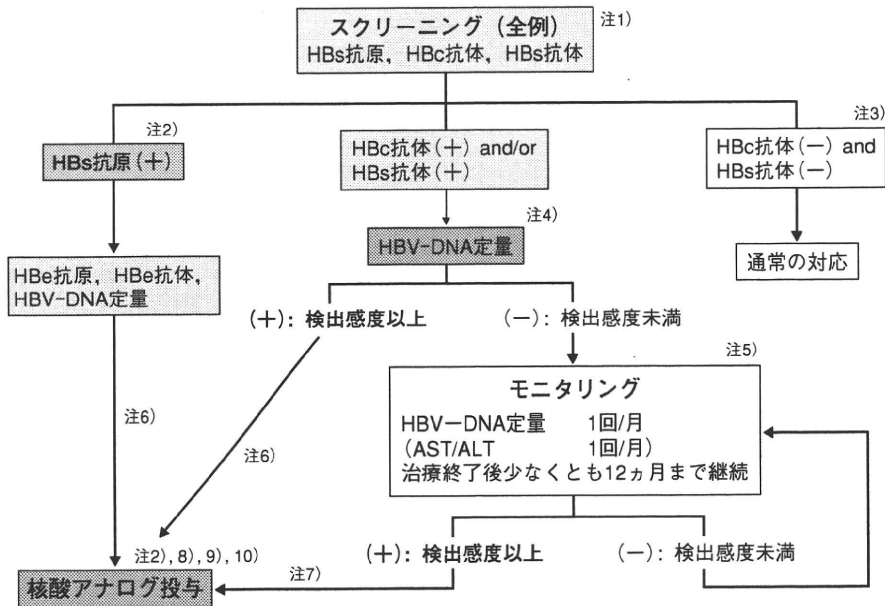 スクリーニング(全例)
注1)
HBs抗原, HBc抗体, HBs抗体
注2)
HBs抗原(+)
HBc抗体(+) and/or
HBs抗体(+)
注3)
HBc抗体(-) and
HBs抗体(-)
注4)
HBV-DNA定量
通常の対応
HBe抗原, HBe抗体,
HBV-DNA定量
(+): 検出感度以上
(-): 検出感度未満
注5)
モニタリング
HBV-DNA定量 1回/月
(AST/ALT 1回/月)
治療終了後少なくとも12ヵ月まで継続
注6)
注6)
(+): 検出感度以上
(-): 検出感度未満
注2), 8), 9), 10)
注7)
核酸アナログ投与